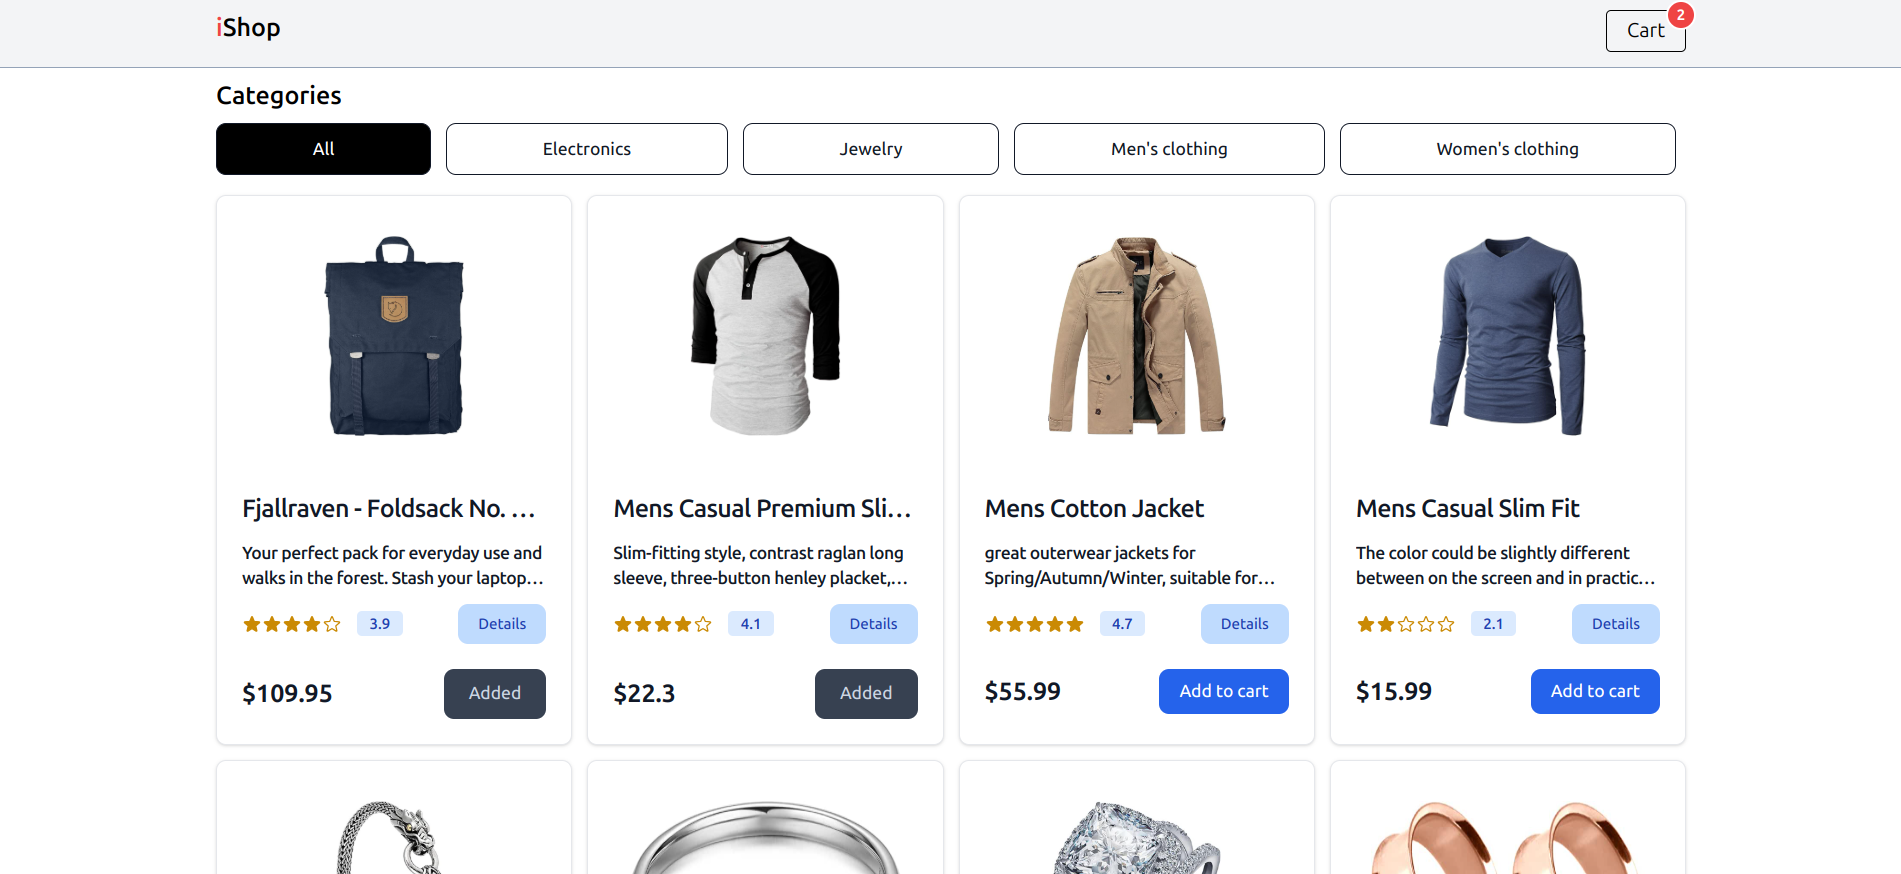 iShop
Cart
2
Categories
All
Electronics
Jewelry
Men's clothing
Women's clothing
Fjallraven - Foldsack No. ...
Your perfect pack for everyday use and
walks in the forest. Stash your laptop...
3.9
Details
$109.95
Added
Mens Casual Premium Sli...
Slim-fitting style, contrast raglan long
sleeve, three-button henley placket,...
4.1
Details
$22.3
Added
Mens Cotton Jacket
great outerwear jackets for
Spring/Autumn/Winter, suitable for...
4.7
Details
$55.99
Add to cart
Mens Casual Slim Fit
The color could be slightly different
between on the screen and in practic...
2.1
Details
$15.99
Add to cart